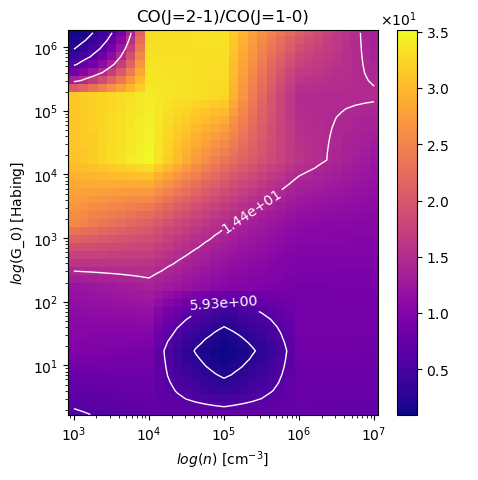 CO(J=2-1)/CO(J=1-0)
×10¹
10⁶
10⁵
10⁴
10³
10²
10¹
log(G_0) [Habing]
1.44e+01
5.93e+00
3.5
3.0
2.5
2.0
1.5
1.0
0.5
10³ 10⁴ 10⁵ 10⁶ 10⁷
log(n) [cm⁻³]